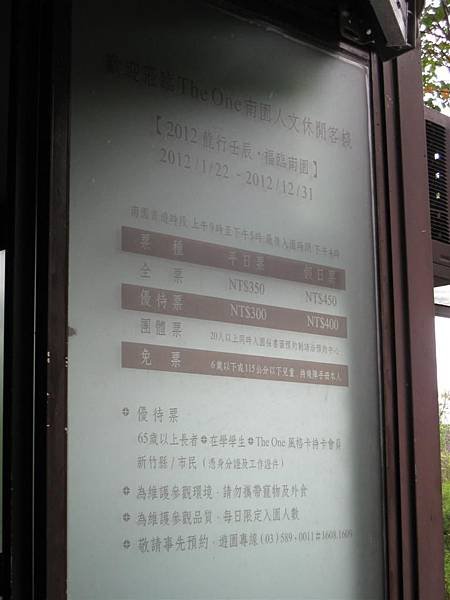 歡迎蒞臨The One南園人文休閒客棧
【2012 龍行壬辰‧福臨南園】
2012/1/22 - 2012/12/31
南園賞遊時段:上午9時至下午5時 最後入園時間:下午4時
票種 平日票 假日票
全票 NT$350 NT$450
優待票 NT$300 NT$400
團體票 20人以上同時入園採書面預約制請洽預約中心
免票 6歲以下或115公分以下兒童,持殘障手冊本人
優待票
65歲以上長者 在學學生 The One 風格卡持卡會員
新竹縣/市民(憑身分證及工作證件)
為維護參觀環境,請勿攜帶寵物及外食
為維護參觀品質,每日限定入園人數
敬請事先預約,遊園專線(03)589-0011#1608.1609